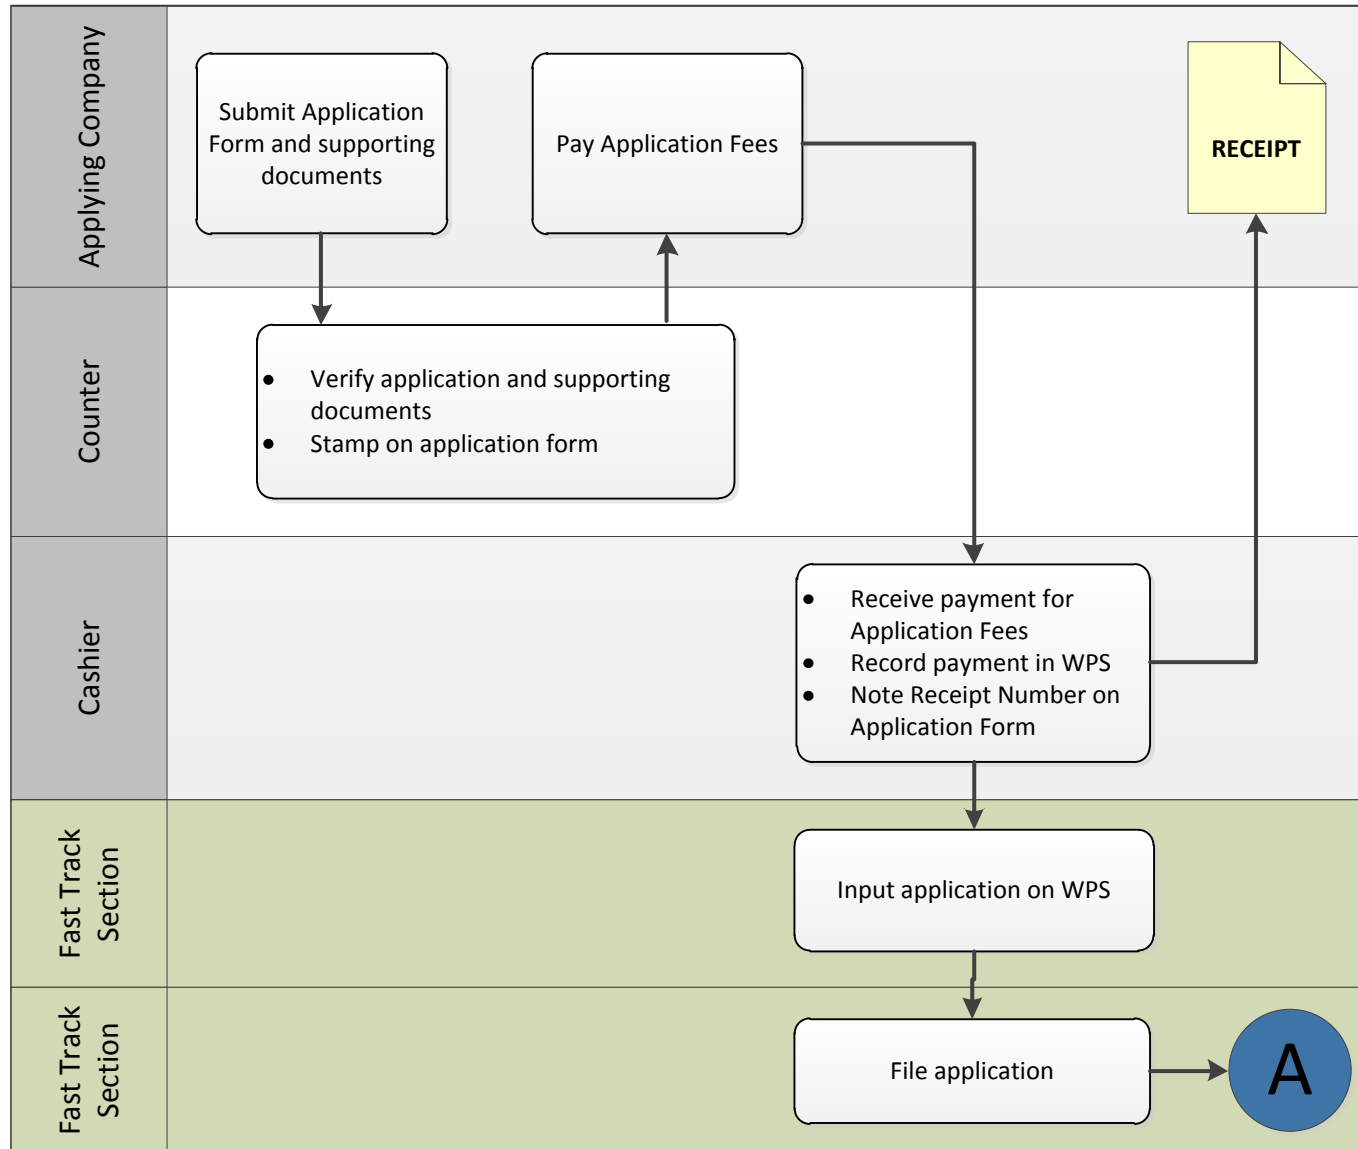 Applying Company
Submit Application
Form and supporting
documents
Pay Application Fees
RECEIPT
Counter
• Verify application and supporting
documents
• Stamp on application form
Cashier
• Receive payment for
Application Fees
• Record payment in WPS
• Note Receipt Number on
Application Form
Fast Track
Section
Input application on WPS
Fast Track
Section
File application
A